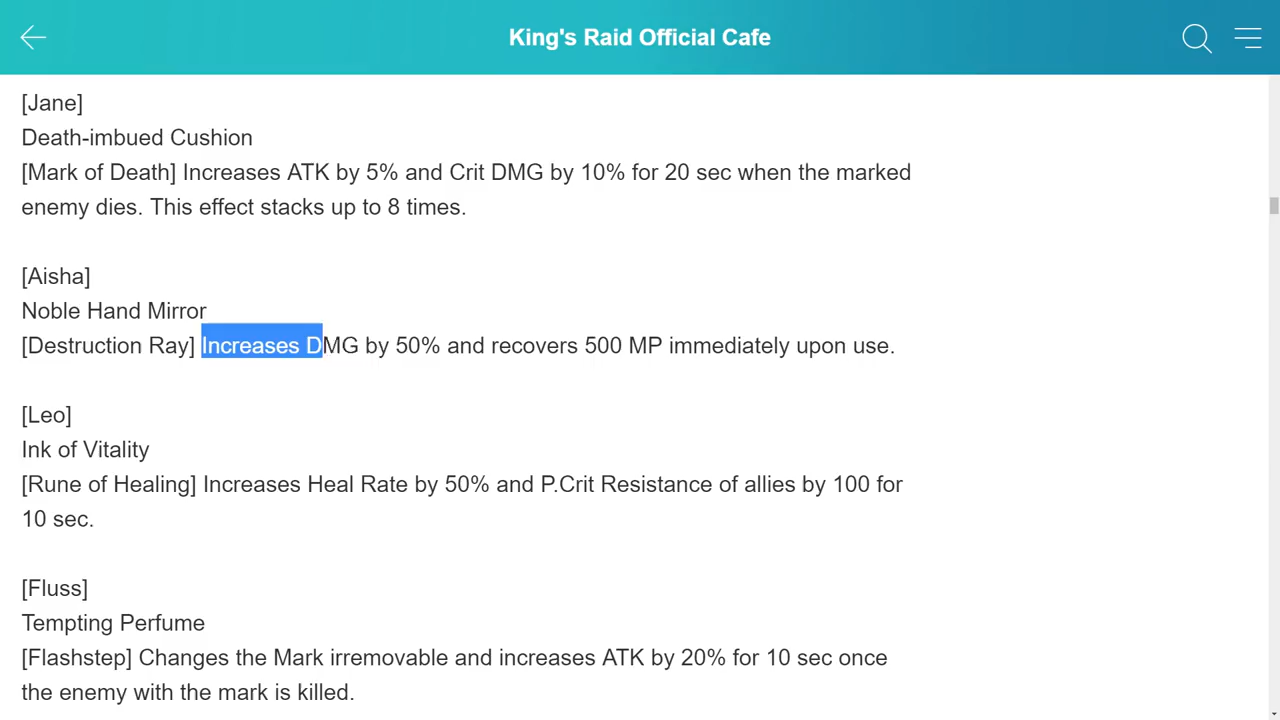 King's Raid Official Cafe
[Jane]
Death-imbued Cushion
[Mark of Death] Increases ATK by 5% and Crit DMG by 10% for 20 sec when the marked
enemy dies. This effect stacks up to 8 times.
[Aisha]
Noble Hand Mirror
[Destruction Ray] Increases DMG by 50% and recovers 500 MP immediately upon use.
[Leo]
Ink of Vitality
[Rune of Healing] Increases Heal Rate by 50% and P.Crit Resistance of allies by 100 for
10 sec.
[Fluss]
Tempting Perfume
[Flashstep] Changes the Mark irremovable and increases ATK by 20% for 10 sec once
the enemy with the mark is killed.